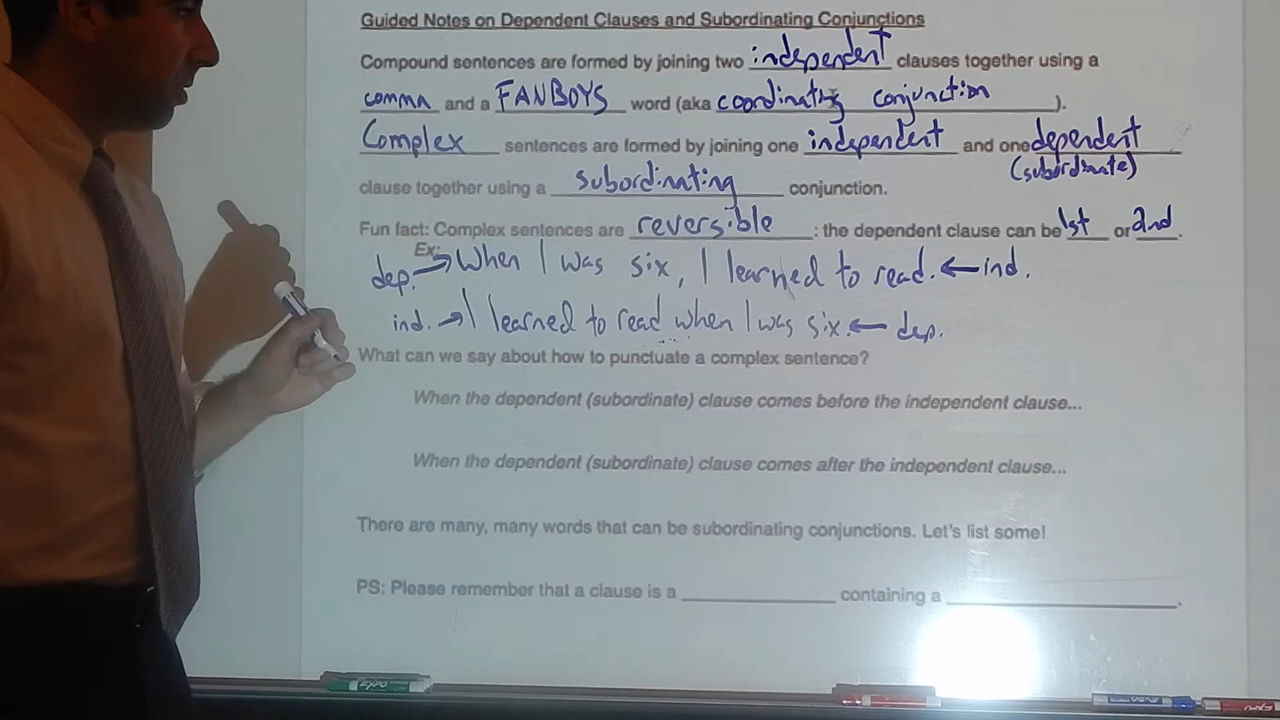 Guided Notes on Dependent Clauses and Subordinating Conjunctions
Compound sentences are formed by joining two independent clauses together using a
comma and a FANBOYS word (aka coordinating conjunction ).
Complex sentences are formed by joining one independent and one dependent
(subordinate)
clause together using a subordinating conjunction.
Fun fact: Complex sentences are reversible : the dependent clause can be 1st or 2nd.
Ex:
dep. → When I was six, I learned to read. ← ind.
ind. → I learned to read when I was six. ← dep.
What can we say about how to punctuate a complex sentence?
When the dependent (subordinate) clause comes before the independent clause...
When the dependent (subordinate) clause comes after the independent clause...
There are many, many words that can be subordinating conjunctions. Let's list some!
PS: Please remember that a clause is a ________ containing a ____________.
EXPO